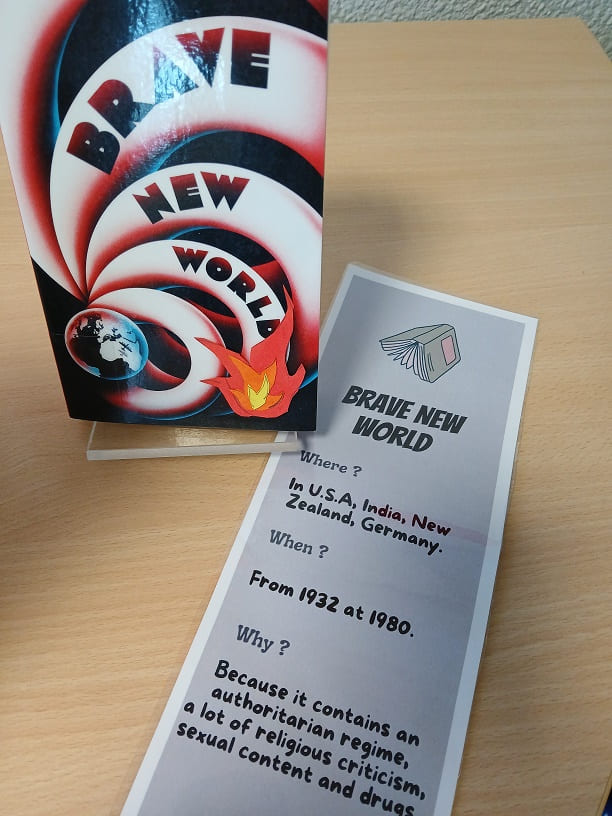 BRAVE
NEW
WORLD
BRAVE NEW
WORLD
Where ?
In U.S.A, India, New
Zealand, Germany.
When ?
From 1932 at 1980.
Why ?
Because it contains an
authoritarian regime,
a lot of religious criticism,
sexual content and drugs